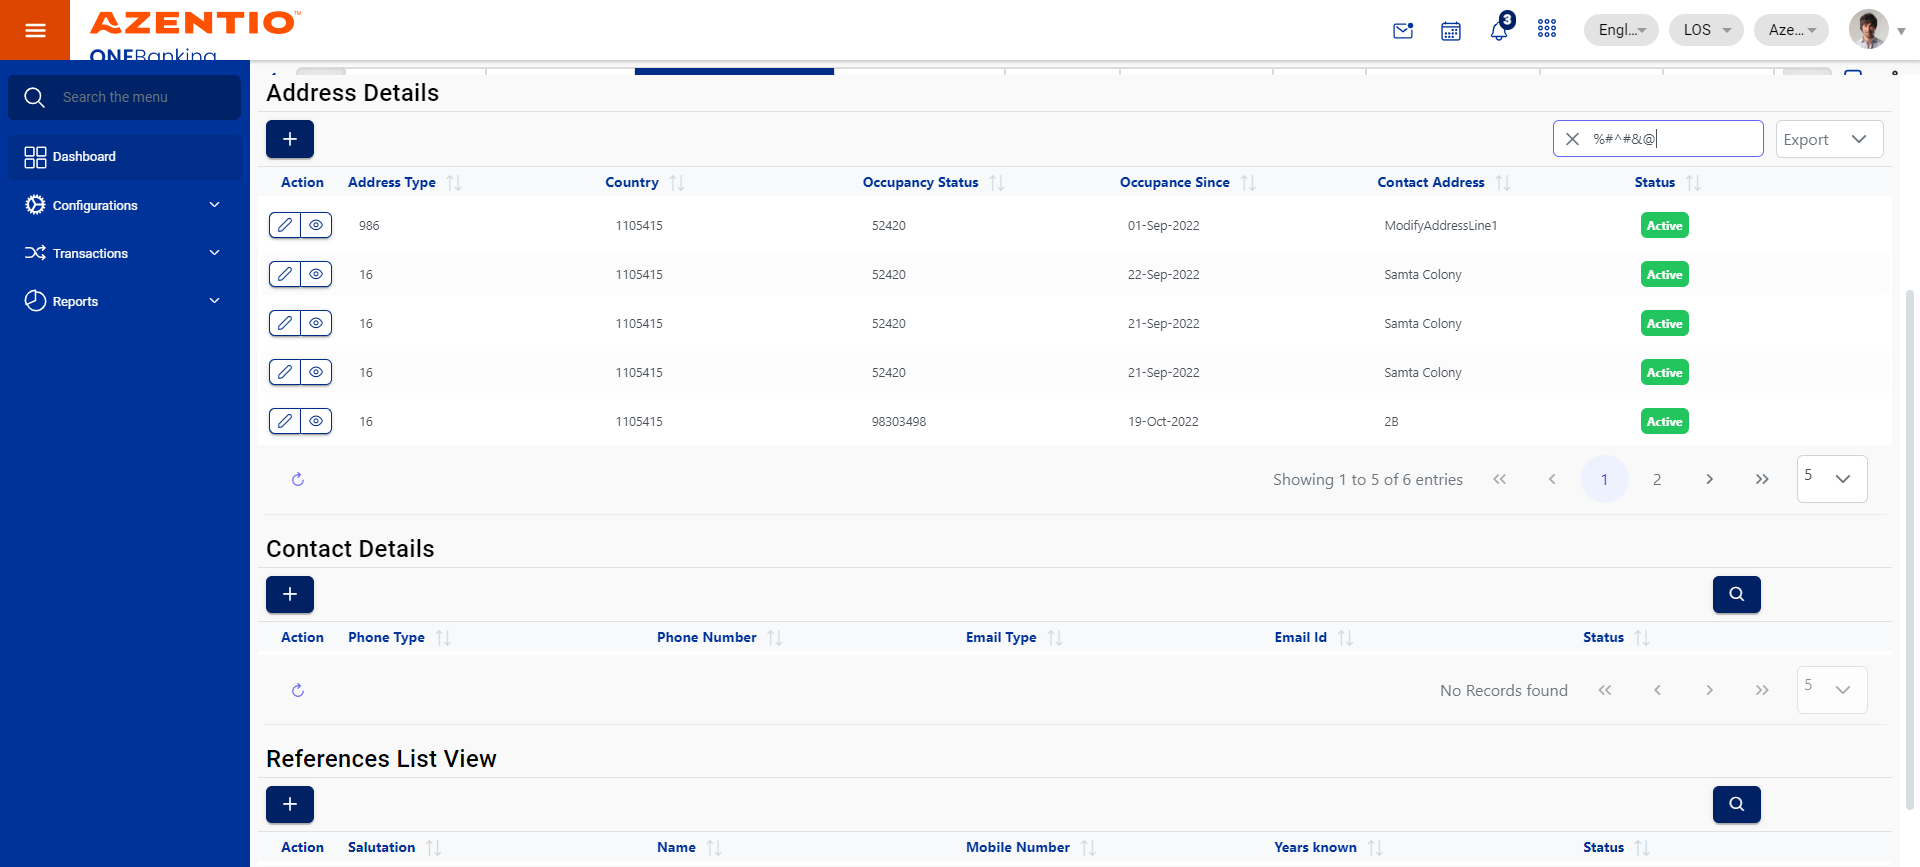 AZENTIO™
ONEBanking
3
Engl...
LOS
Aze...
Search the menu
Dashboard
Configurations
Transactions
Reports
Address Details
%#^#&@
Export
Action Address Type Country Occupancy Status Occupance Since Contact Address Status
986 1105415 52420 01-Sep-2022 ModifyAddressLine1 Active
16 1105415 52420 22-Sep-2022 Samta Colony Active
16 1105415 52420 21-Sep-2022 Samta Colony Active
16 1105415 52420 21-Sep-2022 Samta Colony Active
16 1105415 98303498 19-Oct-2022 2B Active
Showing 1 to 5 of 6 entries 1 2 5
Contact Details
Action Phone Type Phone Number Email Type Email Id Status
No Records found 5
References List View
Action Salutation Name Mobile Number Years known Status